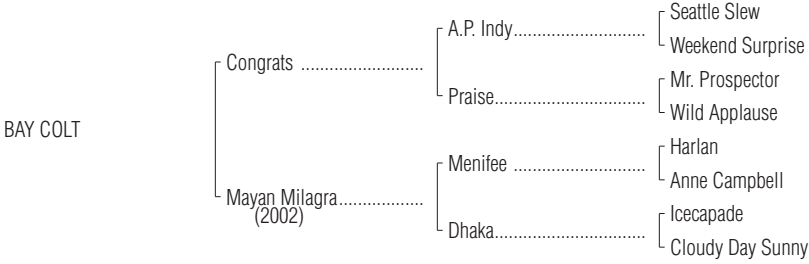 Seattle Slew
A.P. Indy..............................
Weekend Surprise
Congrats ...........................
Mr. Prospector
Praise..................................
Wild Applause
BAY COLT
Harlan
Menifee .............................
Anne Campbell
Mayan Milagra...................
(2002)
Icecapade
Dhaka..................................
Cloudy Day Sunny